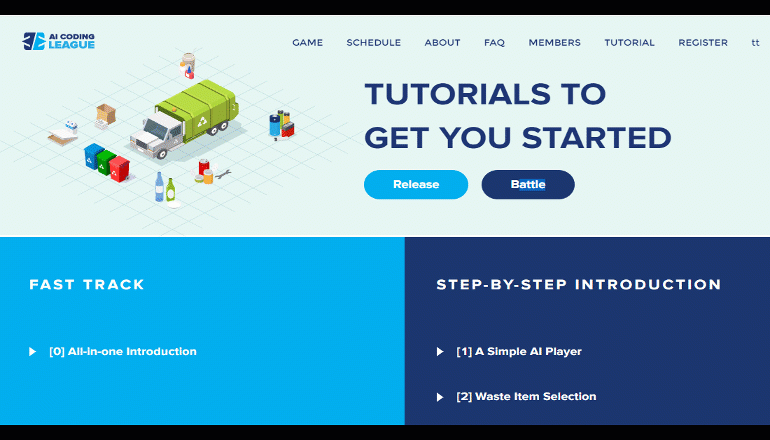 AI CODING
LEAGUE
GAME SCHEDULE ABOUT FAQ MEMBERS TUTORIAL REGISTER tt
TUTORIALS TO
GET YOU STARTED
Release Battle
FAST TRACK
[0] All-in-one Introduction
STEP-BY-STEP INTRODUCTION
[1] A Simple AI Player
[2] Waste Item Selection